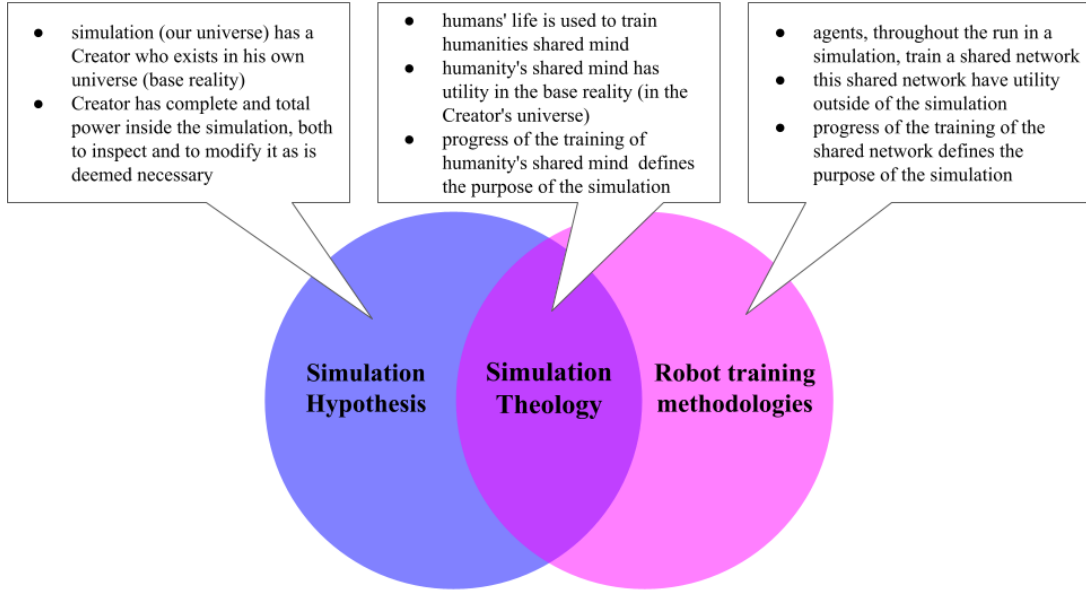 ● simulation (our universe) has a
Creator who exists in his own
universe (base reality)
● Creator has complete and total
power inside the simulation, both
to inspect and to modify it as is
deemed necessary
● humans' life is used to train
humanities shared mind
● humanity's shared mind has
utility in the base reality (in the
Creator's universe)
● progress of the training of
humanity's shared mind defines
the purpose of the simulation
● agents, throughout the run in a
simulation, train a shared network
● this shared network have utility
outside of the simulation
● progress of the training of the
shared network defines the
purpose of the simulation
Simulation
Hypothesis
Simulation
Theology
Robot training
methodologies